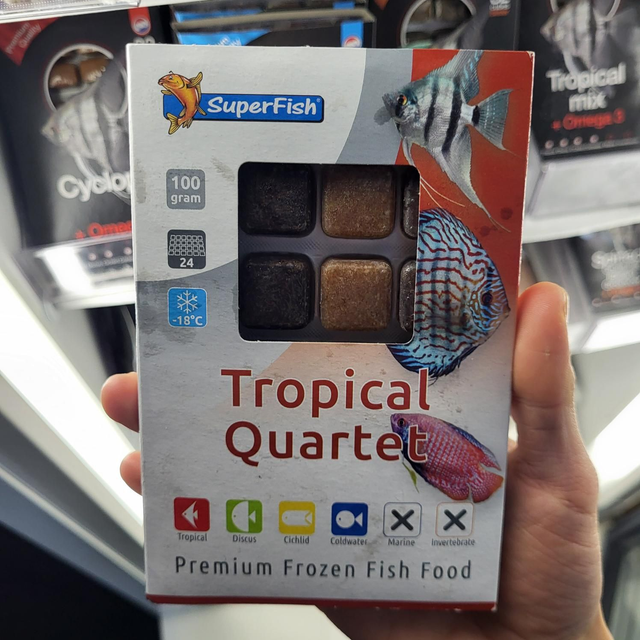 SuperFish
100
gram
24
-18°C
Tropical
Quartet
Tropical
Discus
Cichlid
Coldwater
Marine
Invertebrate
Premium Frozen Fish Food
Tropical
mix
+ Omega 3